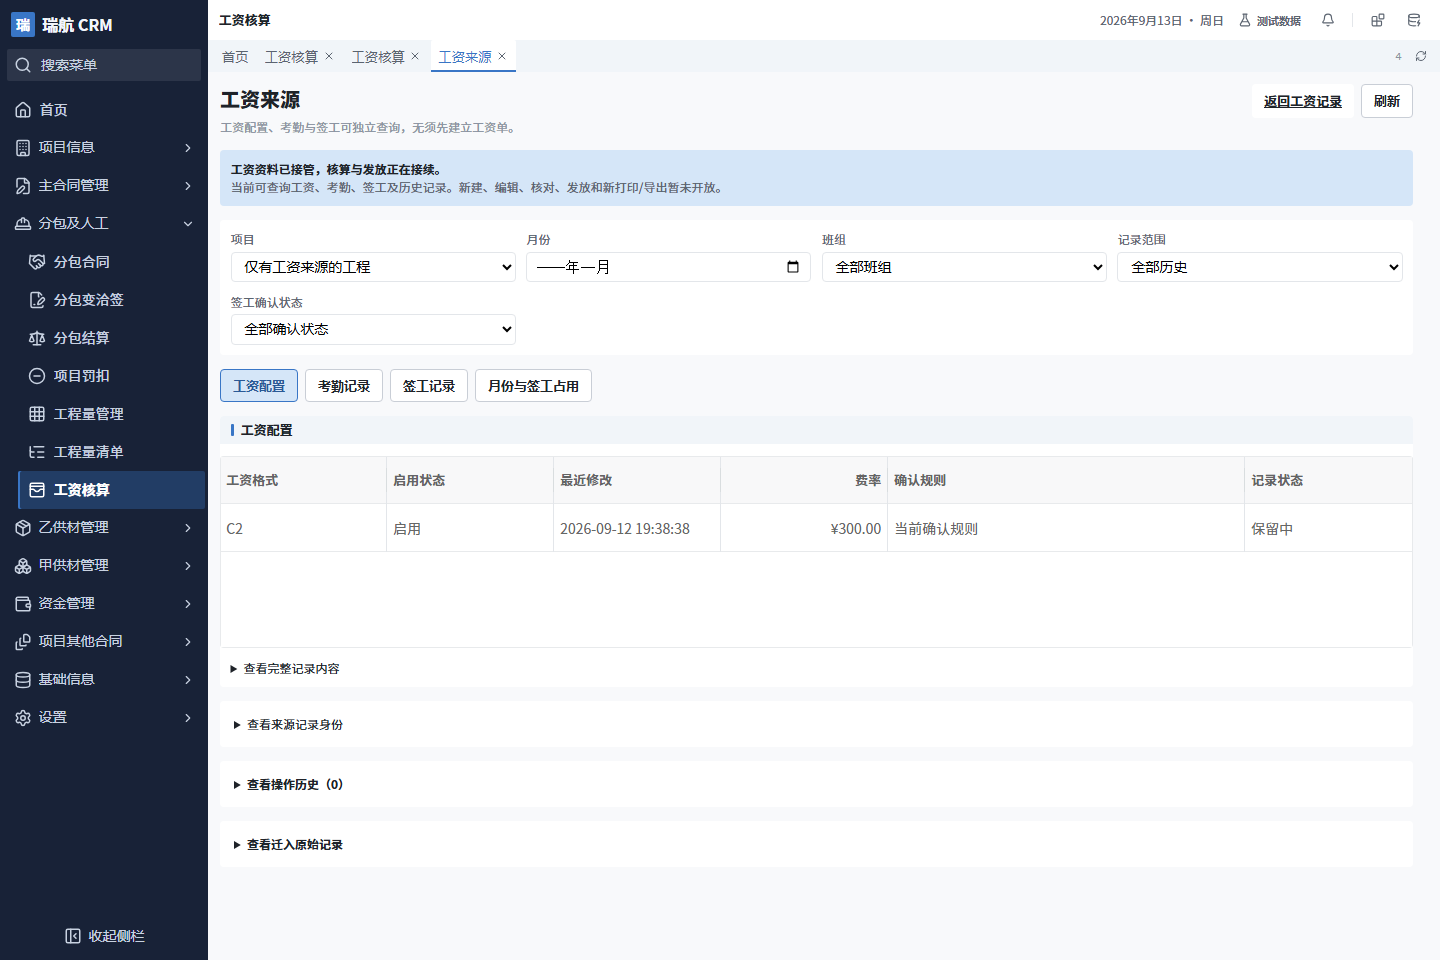 瑞 瑞航 CRM
搜索菜单
首页
项目信息
主合同管理
分包及人工
分包合同
分包变洽签
分包结算
项目罚扣
工程量管理
工程量清单
工资核算
乙供材管理
甲供材管理
资金管理
项目其他合同
基础信息
设置
收起侧栏
工资核算
2026年9月13日 • 周日 测试数据
首页 工资核算 × 工资核算 × 工资来源 ×
4
工资来源
工资配置、考勤与签工可独立查询，无须先建立工资单。
返回工资记录 刷新
工资资料已接管，核算与发放正在接续。
当前可查询工资、考勤、签工及历史记录。新建、编辑、核对、发放和新打印/导出暂未开放。
项目 月份 班组 记录范围
仅有工资来源的工程 ----年--月 全部班组 全部历史
签工确认状态
全部确认状态
工资配置 考勤记录 签工记录 月份与签工占用
工资配置
工资格式 启用状态 最近修改 费率 确认规则 记录状态
C2 启用 2026-09-12 19:38:38 ¥300.00 当前确认规则 保留中
查看完整记录内容
查看来源记录身份
查看操作历史（0）
查看迁入原始记录